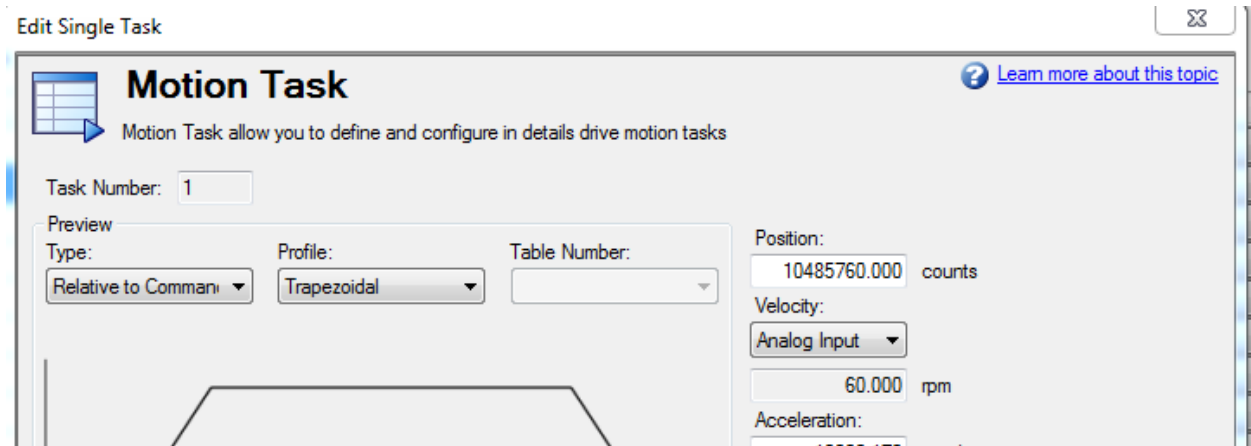 Edit Single Task
Motion Task
Learn more about this topic
Motion Task allow you to define and configure in details drive motion tasks
Task Number: 1
Preview
Type: Profile: Table Number:
Relative to Comman Trapezoidal
Position:
10485760.000 counts
Velocity:
Analog Input
60.000 rpm
Acceleration: